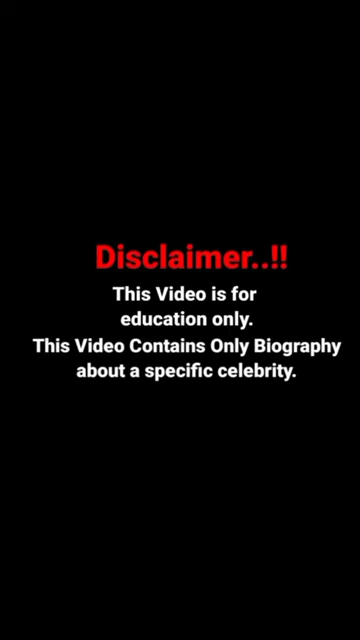 Disclaimer..!!
This Video is for
education only.
This Video Contains Only Biography
about a specific celebrity.